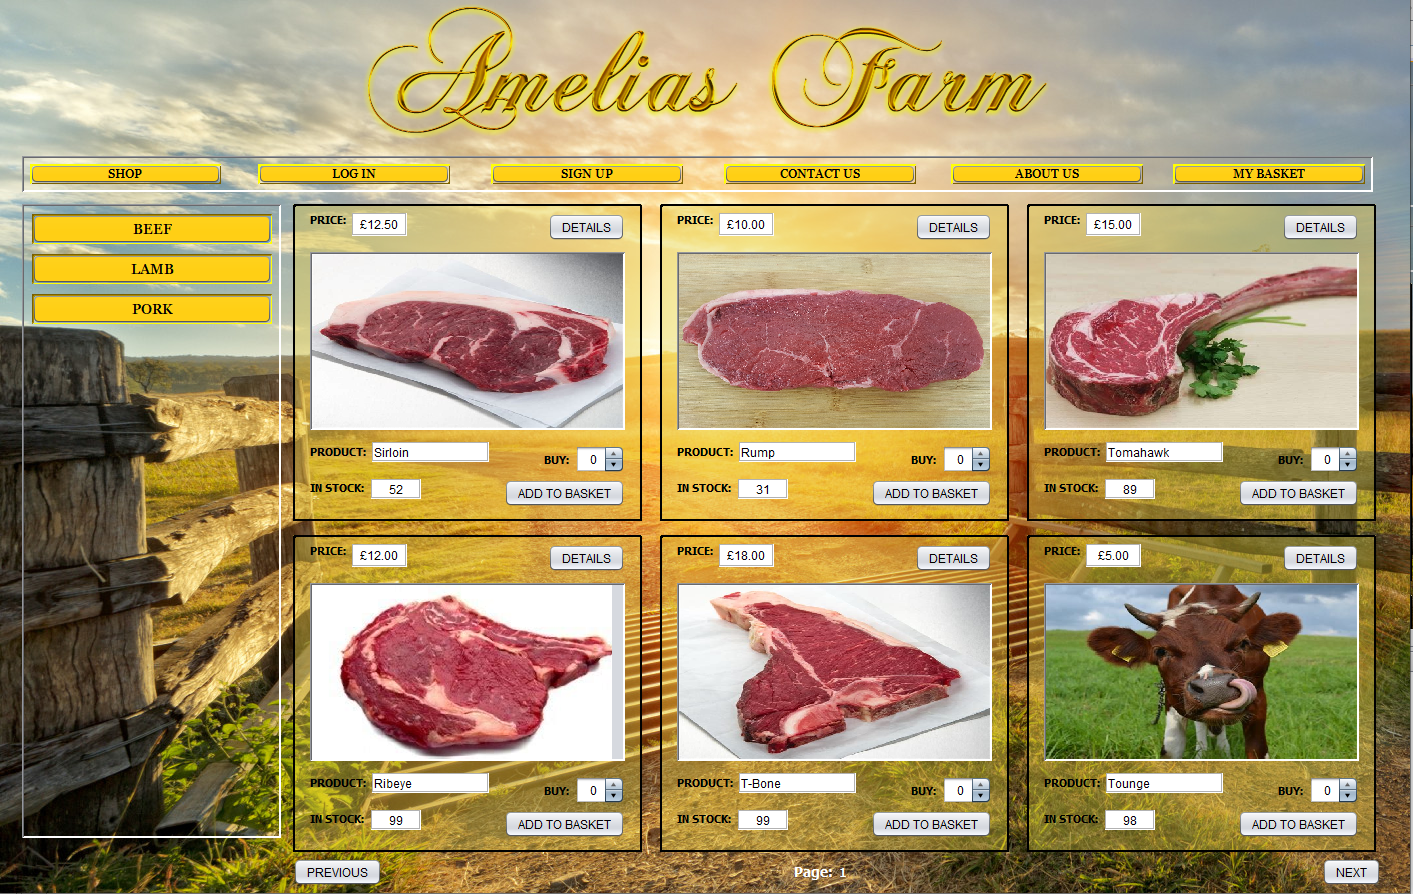 Amelias Farm
SHOP
LOG IN
SIGN UP
CONTACT US
ABOUT US
MY BASKET
BEEF
LAMB
PORK
PRICE: £12.50 DETAILS
PRODUCT: Sirloin
BUY: 0
IN STOCK: 52 ADD TO BASKET
PRICE: £10.00 DETAILS
PRODUCT: Rump
BUY: 0
IN STOCK: 31 ADD TO BASKET
PRICE: £15.00 DETAILS
PRODUCT: Tomahawk
BUY: 0
IN STOCK: 89 ADD TO BASKET
PRICE: £12.00 DETAILS
PRODUCT: Ribeye
BUY: 0
IN STOCK: 99 ADD TO BASKET
PRICE: £18.00 DETAILS
PRODUCT: T-Bone
BUY: 0
IN STOCK: 99 ADD TO BASKET
PRICE: £5.00 DETAILS
PRODUCT: Tounge
BUY: 0
IN STOCK: 98 ADD TO BASKET
PREVIOUS
Page: 1
NEXT